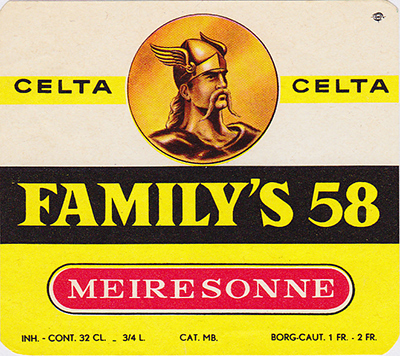 CELTA CELTA
FAMILY'S 58
MEIRESONNE
INH. - CONT. 32 CL. - 3/4 L. CAT. MB. BORG-CAUT. 1 FR. - 2 FR.